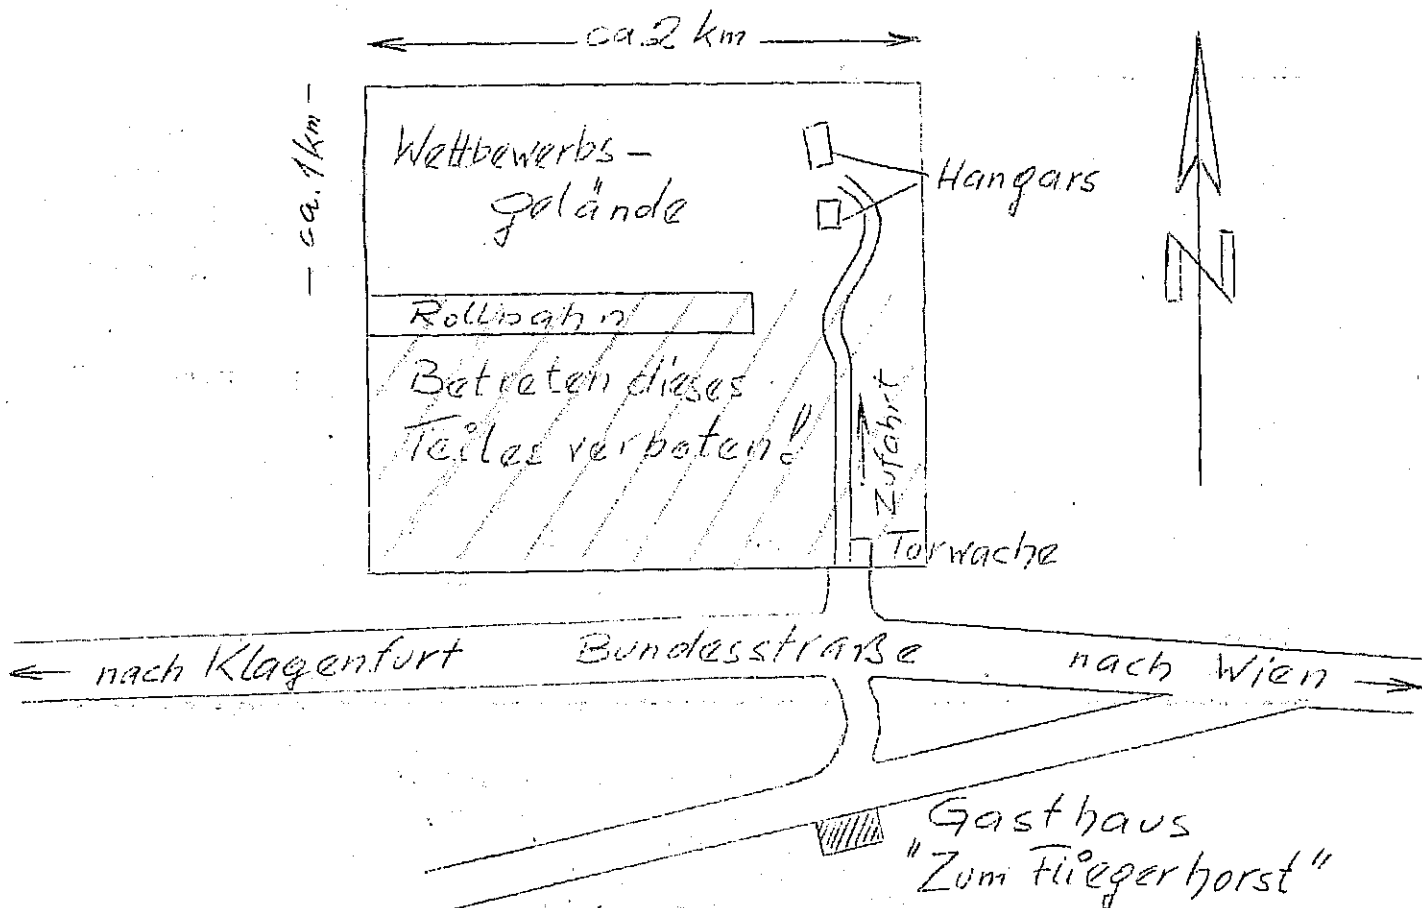 ca 2 km
ca. 1 km
Wettbewerbs-
gelände
Hangars
N
Rollbahn
Betreten dieses
Teiles verboten!
Zufahrt
Torwache
nach Klagenfurt
Bundesstraße
nach Wien
Gasthaus
"Zum Fliegerhorst"